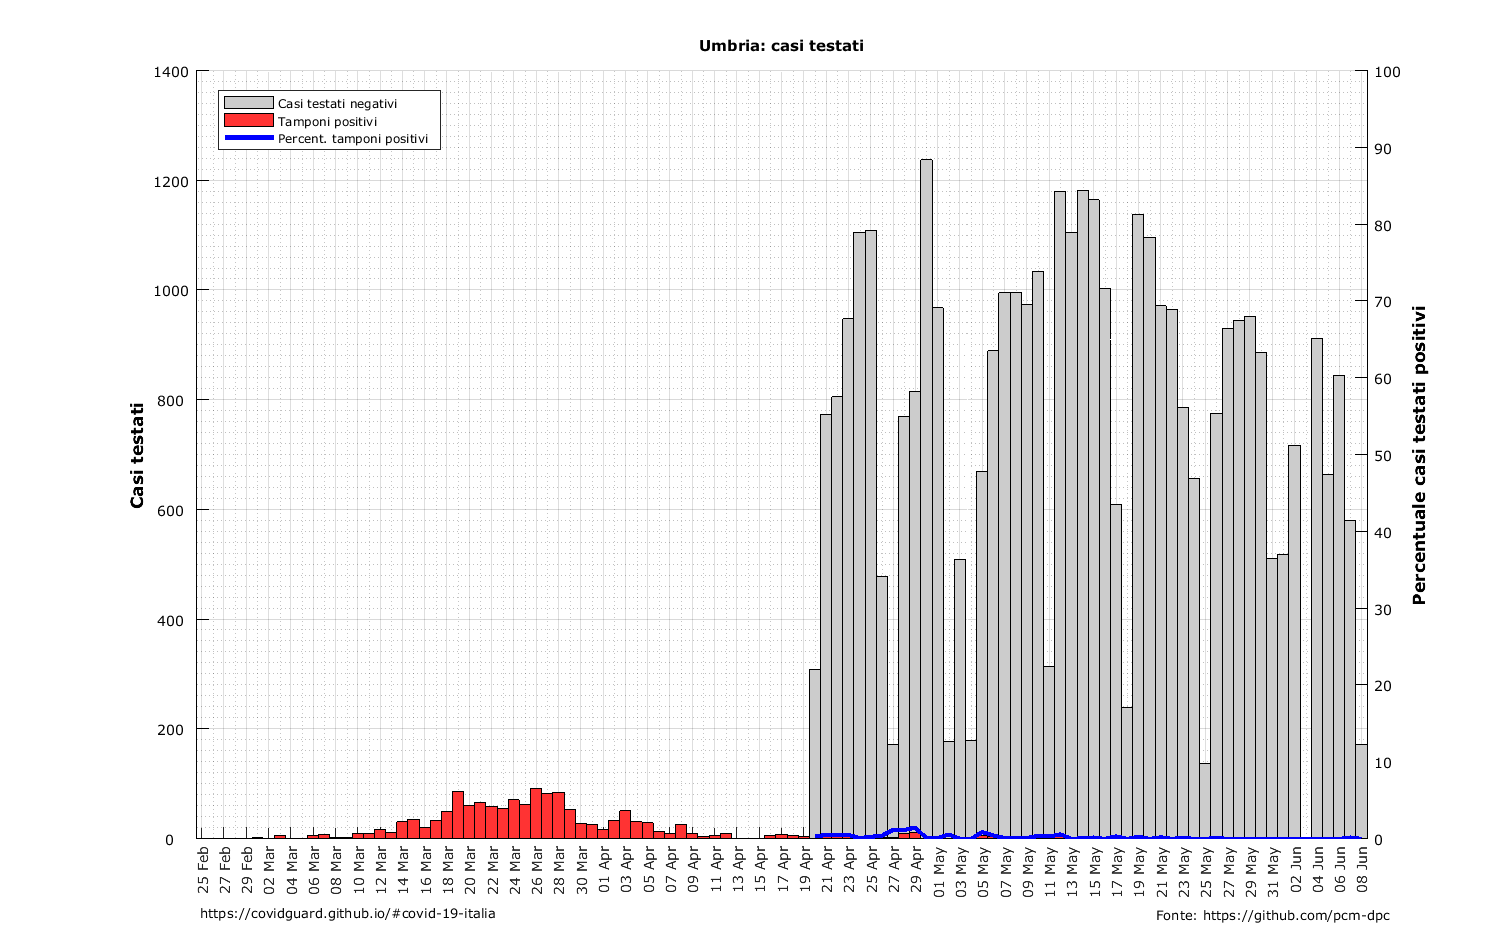 Umbria: casi testati
Casi testati negativi
Tamponi positivi
Percent. tamponi positivi
Casi testati
1400
1200
1000
800
600
400
200
0
100
90
80
70
60
50
40
30
20
10
0
Percentuale casi testati positivi
25 Feb
27 Feb
29 Feb
02 Mar
04 Mar
06 Mar
08 Mar
10 Mar
12 Mar
14 Mar
16 Mar
18 Mar
20 Mar
22 Mar
24 Mar
26 Mar
28 Mar
30 Mar
01 Apr
03 Apr
05 Apr
07 Apr
09 Apr
11 Apr
13 Apr
15 Apr
17 Apr
19 Apr
21 Apr
23 Apr
25 Apr
27 Apr
29 Apr
01 May
03 May
05 May
07 May
09 May
11 May
13 May
15 May
17 May
19 May
21 May
23 May
25 May
27 May
29 May
31 May
02 Jun
04 Jun
06 Jun
08 Jun
https://covidguard.github.io/#covid-19-italia
Fonte: https://github.com/pcm-dpc